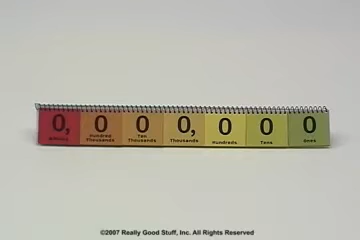 0, 0 0 0, 0 0 0
Millions Hundred Thousands Ten Thousands Thousands Hundreds Tens Ones
©2007 Really Good Stuff, Inc. All Rights Reserved